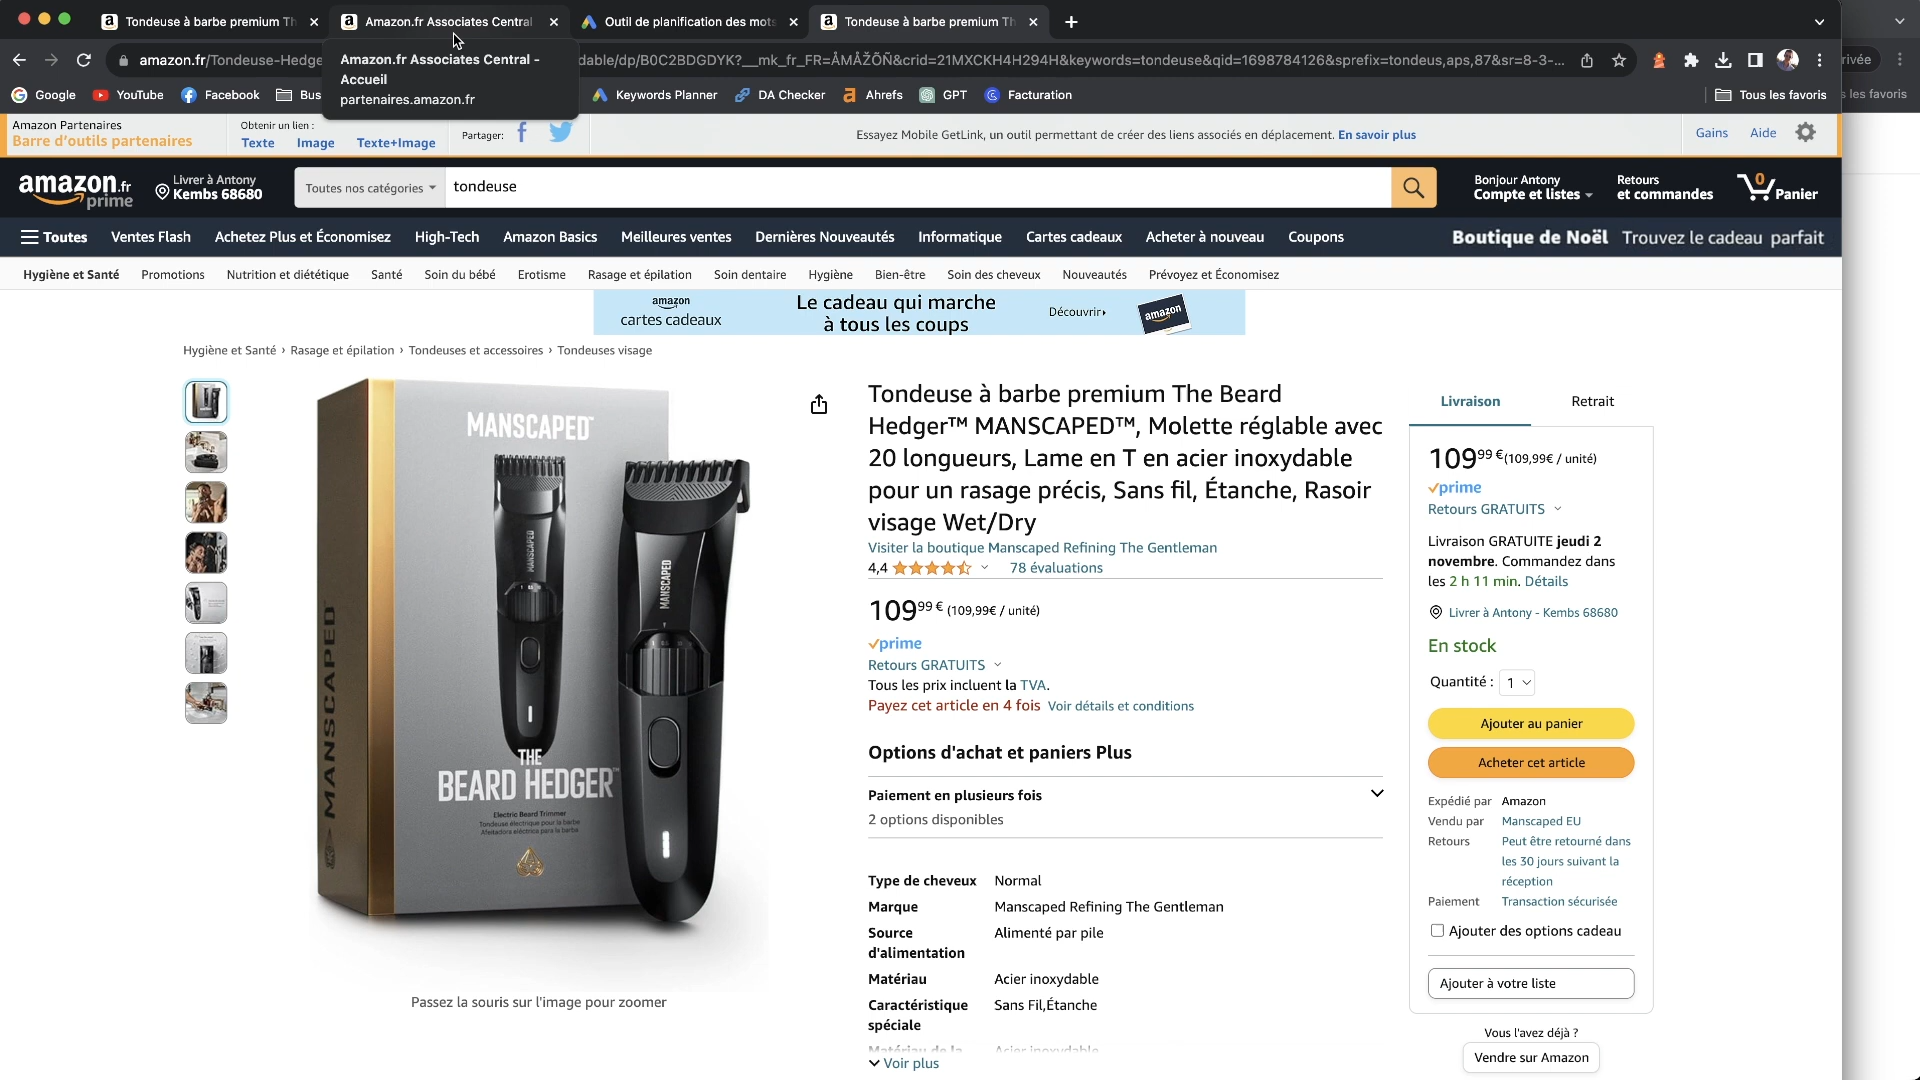 Tondeuse à barbe premium Th
Amazon.fr Associates Central
Outil de planification des mots
Tondeuse à barbe premium Th
amazon.fr/Tondeuse-Hedge
dable/dp/B0C2BDGDYK?__mk_fr_FR=ÅMÅŽÕÑ&crid=21MXCKH4H294H&keywords=tondeuse&qid=1698784126&sprefix=tondeus,aps,87&sr=8-3-...
Amazon.fr Associates Central -
Accueil
partenaires.amazon.fr
Google
YouTube
Facebook
Bus
Keywords Planner
DA Checker
Ahrefs
GPT
Facturation
Tous les favoris
les favoris
Amazon Partenaires
Barre d'outils partenaires
Obtenir un lien :
Texte Image Texte+Image
Partager:
Essayez Mobile GetLink, un outil permettant de créer des liens associés en déplacement. En savoir plus
Gains
Aide
amazon.fr
prime
Livrer à Antony
Kembs 68680
Toutes nos catégories
tondeuse
Bonjour Antony
Compte et listes
Retours
et commandes
0
Panier
Toutes
Ventes Flash
Achetez Plus et Économisez
High-Tech
Amazon Basics
Meilleures ventes
Dernières Nouveautés
Informatique
Cartes cadeaux
Acheter à nouveau
Coupons
Boutique de Noël Trouvez le cadeau parfait
Hygiène et Santé
Promotions
Nutrition et diététique
Santé
Soin du bébé
Erotisme
Rasage et épilation
Soin dentaire
Hygiène
Bien-être
Soin des cheveux
Nouveautés
Prévoyez et Économisez
amazon
cartes cadeaux
Le cadeau qui marche
à tous les coups
Découvrir
amazon
Hygiène et Santé › Rasage et épilation › Tondeuses et accessoires › Tondeuses visage
MANSCAPED™
MANSCAPED
MANSCAPED
MANSCAPED
THE
BEARD HEDGER™
Electric Beard Trimmer
Tondeuse électrique pour la barbe
Afeitadora eléctrica para la barba
Passez la souris sur l'image pour zoomer
Tondeuse à barbe premium The Beard
Hedger™ MANSCAPED™, Molette réglable avec
20 longueurs, Lame en T en acier inoxydable
pour un rasage précis, Sans fil, Étanche, Rasoir
visage Wet/Dry
Visiter la boutique Manscaped Refining The Gentleman
4,4
78 évaluations
10999 € (109,99€ / unité)
prime
Retours GRATUITS
Tous les prix incluent la TVA.
Payez cet article en 4 fois Voir détails et conditions
Options d'achat et paniers Plus
Paiement en plusieurs fois
2 options disponibles
Type de cheveux Normal
Marque Manscaped Refining The Gentleman
Source
d'alimentation
Alimenté par pile
Matériau Acier inoxydable
Caractéristique
spéciale
Sans Fil,Étanche
Matériau de la Acier inoxydable
Voir plus
Livraison
Retrait
10999 € (109,99€ / unité)
prime
Retours GRATUITS
Livraison GRATUITE jeudi 2
novembre. Commandez dans
les 2 h 11 min. Détails
Livrer à Antony - Kembs 68680
En stock
Quantité : 1
Ajouter au panier
Acheter cet article
Expédié par Amazon
Vendu par Manscaped EU
Retours Peut être retourné dans
les 30 jours suivant la
réception
Paiement Transaction sécurisée
Ajouter des options cadeau
Ajouter à votre liste
Vous l'avez déjà ?
Vendre sur Amazon